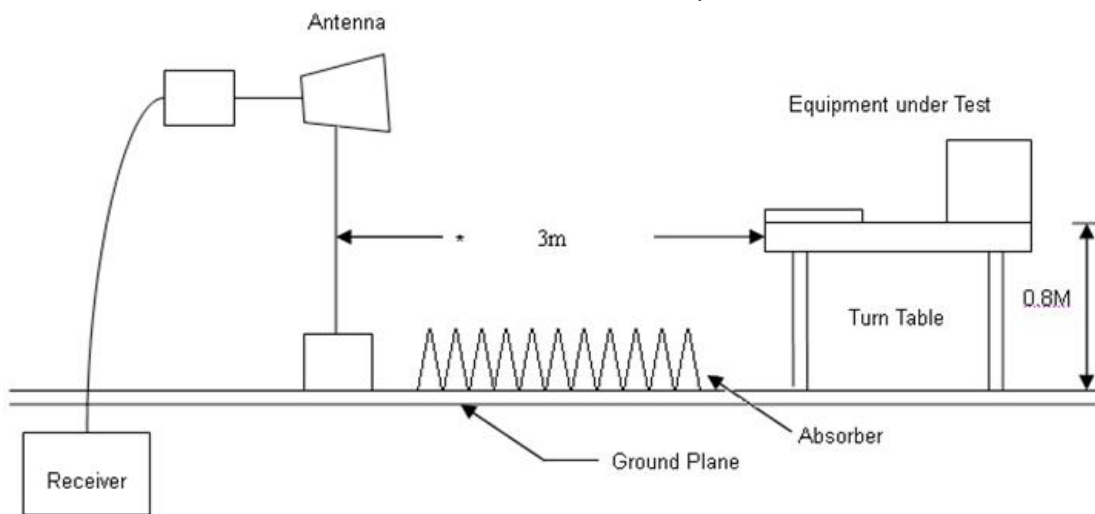 Antenna
Equipment under Test
* 3m
0.8M
Turn Table
Absorber
Ground Plane
Receiver